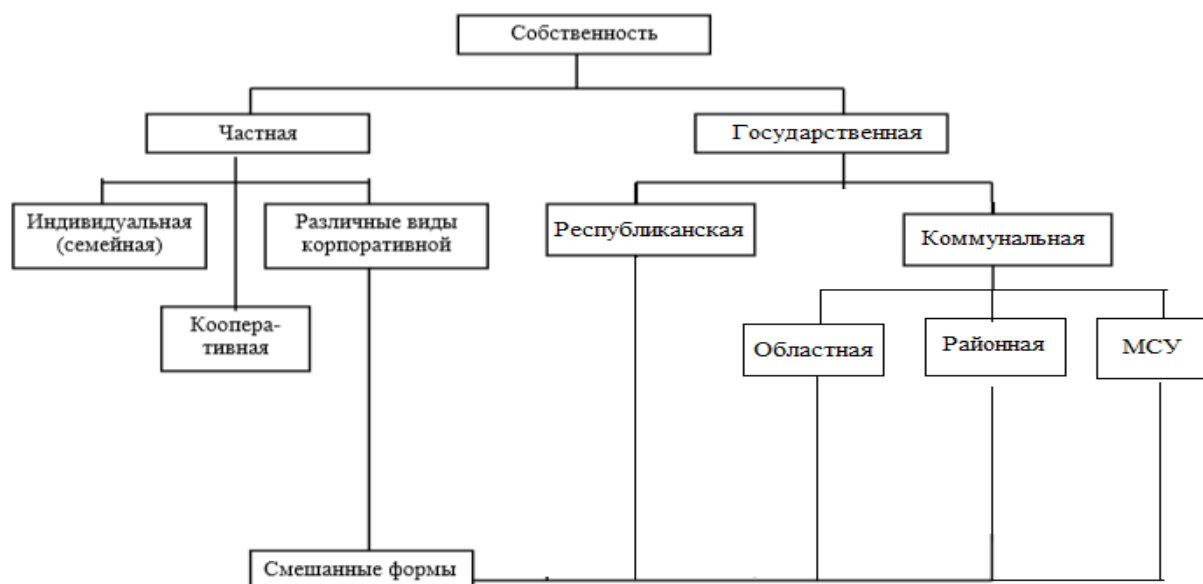 Собственность
Частная
Государственная
Индивидуальная
(семейная)
Различные виды
корпоративной
Республиканская
Коммунальная
Коопера-
тивная
Областная
Районная
МСУ
Смешанные формы